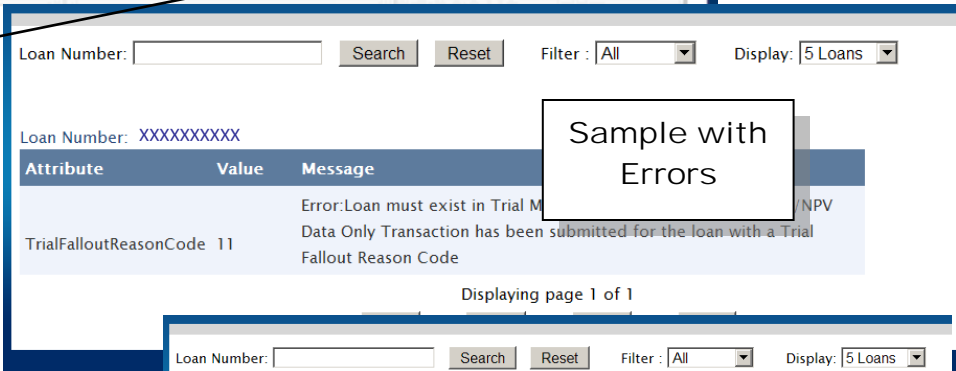 Loan Number: Search Reset Filter : All Display: 5 Loans
Loan Number: XXXXXXXXXX
Sample with
Errors
Attribute Value Message
Error:Loan must exist in Trial M /NPV
TrialFalloutReasonCode 11 Data Only Transaction has been submitted for the loan with a Trial
Fallout Reason Code
Displaying page 1 of 1
Loan Number: Search Reset Filter : All Display: 5 Loans